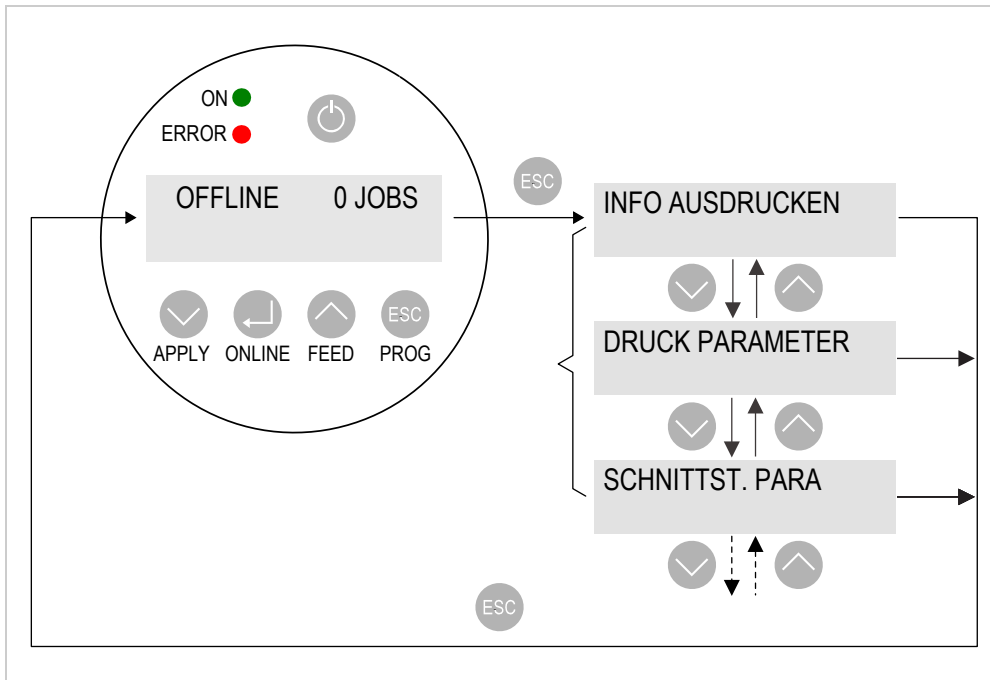 ON
ERROR
OFFLINE 0 JOBS
ESC
APPLY ONLINE FEED PROG
ESC
INFO AUSDRUCKEN
DRUCK PARAMETER
SCHNITTST. PARA
ESC